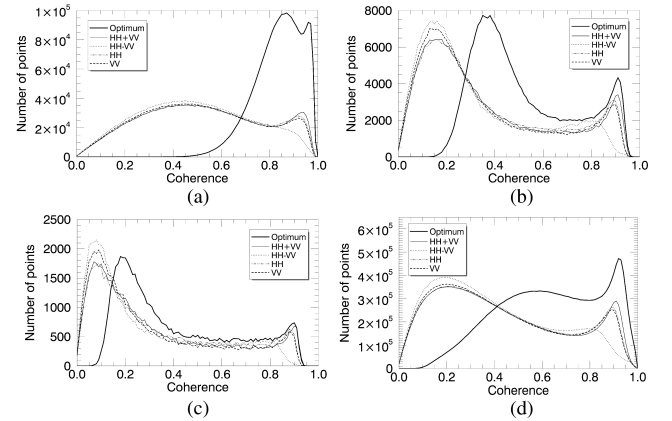 1×10⁵
8×10⁴
6×10⁴
4×10⁴
2×10⁴
0
Number of points
Optimum
HH+VV
HH-VV
HH
VV
0.0 0.2 0.4 0.6 0.8 1.0
Coherence
(a)
8000
6000
4000
2000
0
Number of points
Optimum
HH+VV
HH-VV
HH
VV
0.0 0.2 0.4 0.6 0.8 1.0
Coherence
(b)
2500
2000
1500
1000
500
0
Number of points
Optimum
HH+VV
HH-VV
HH
VV
0.0 0.2 0.4 0.6 0.8 1.0
Coherence
(c)
6×10⁵
5×10⁵
4×10⁵
3×10⁵
2×10⁵
1×10⁵
0
Number of points
Optimum
HH+VV
HH-VV
HH
VV
0.0 0.2 0.4 0.6 0.8 1.0
Coherence
(d)